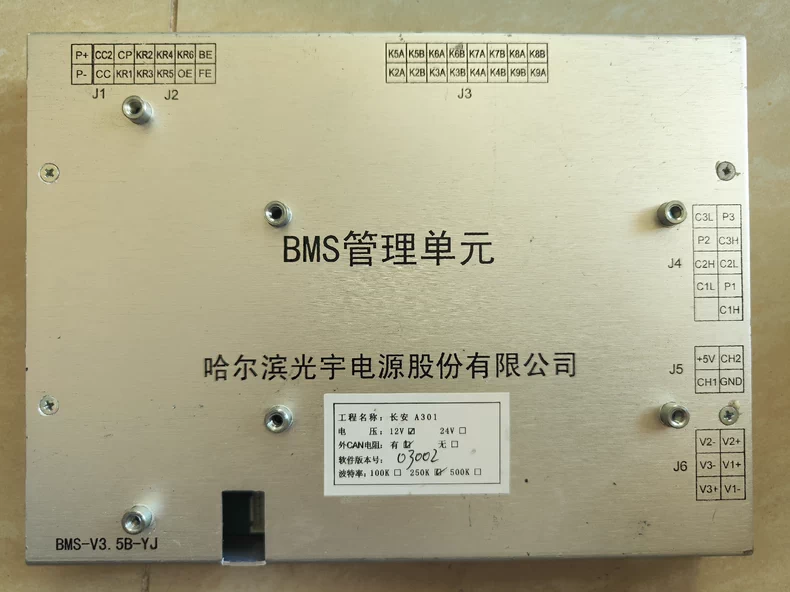 P+ CC2 CP KR2 KR4 KR6 BE
P- CC KR1 KR3 KR5 OE FE
J1 J2
K5A K5B K6A K6B K7A K7B K8A K8B
K2A K2B K3A K3B K4A K4B K9B K9A
J3
BMS管理单元
哈尔滨光宇电源股份有限公司
C3L P3
P2 C3H
C2H C2L
C1L P1
C1H
J4
+5V CH2
CH1 GND
J5
V2- V2+
V3- V1+
V3+ V1-
J6
工程名称: 长安 A301
电 压: 12V☑ 24V□
外CAN电阻: 有☑ 无□
软件版本号: 03002
波特率: 100K□ 250K☑ 500K□
BMS-V3.5B-YJ